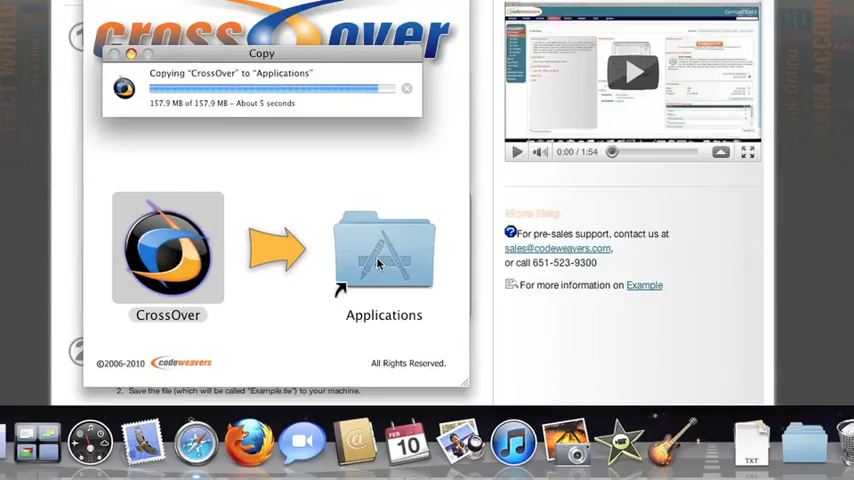 crossover
Copy
Copying “CrossOver” to “Applications”
157.9 MB of 157.9 MB – About 5 seconds
CrossOver
Applications
©2006-2010 codeweavers
All Rights Reserved.
2. Save the file (which will be called "Example.tie") to your machine.
0:00 / 1:54
More Help
For pre-sales support, contact us at
sales@codeweavers.com,
or call 651-523-9300
For more information on Example
FEB
10
TXT